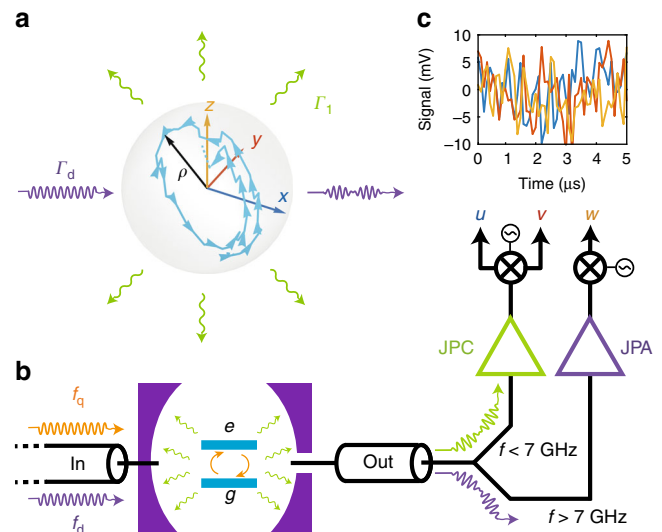 a
Γ1
z
y
Γd
ρ
x
c
Signal (mV)
10
5
0
−5
−10
0 1 2 3 4 5
Time (μs)
u v w
JPC JPA
b
fq
In
fd
e
g
Out
f < 7 GHz
f > 7 GHz